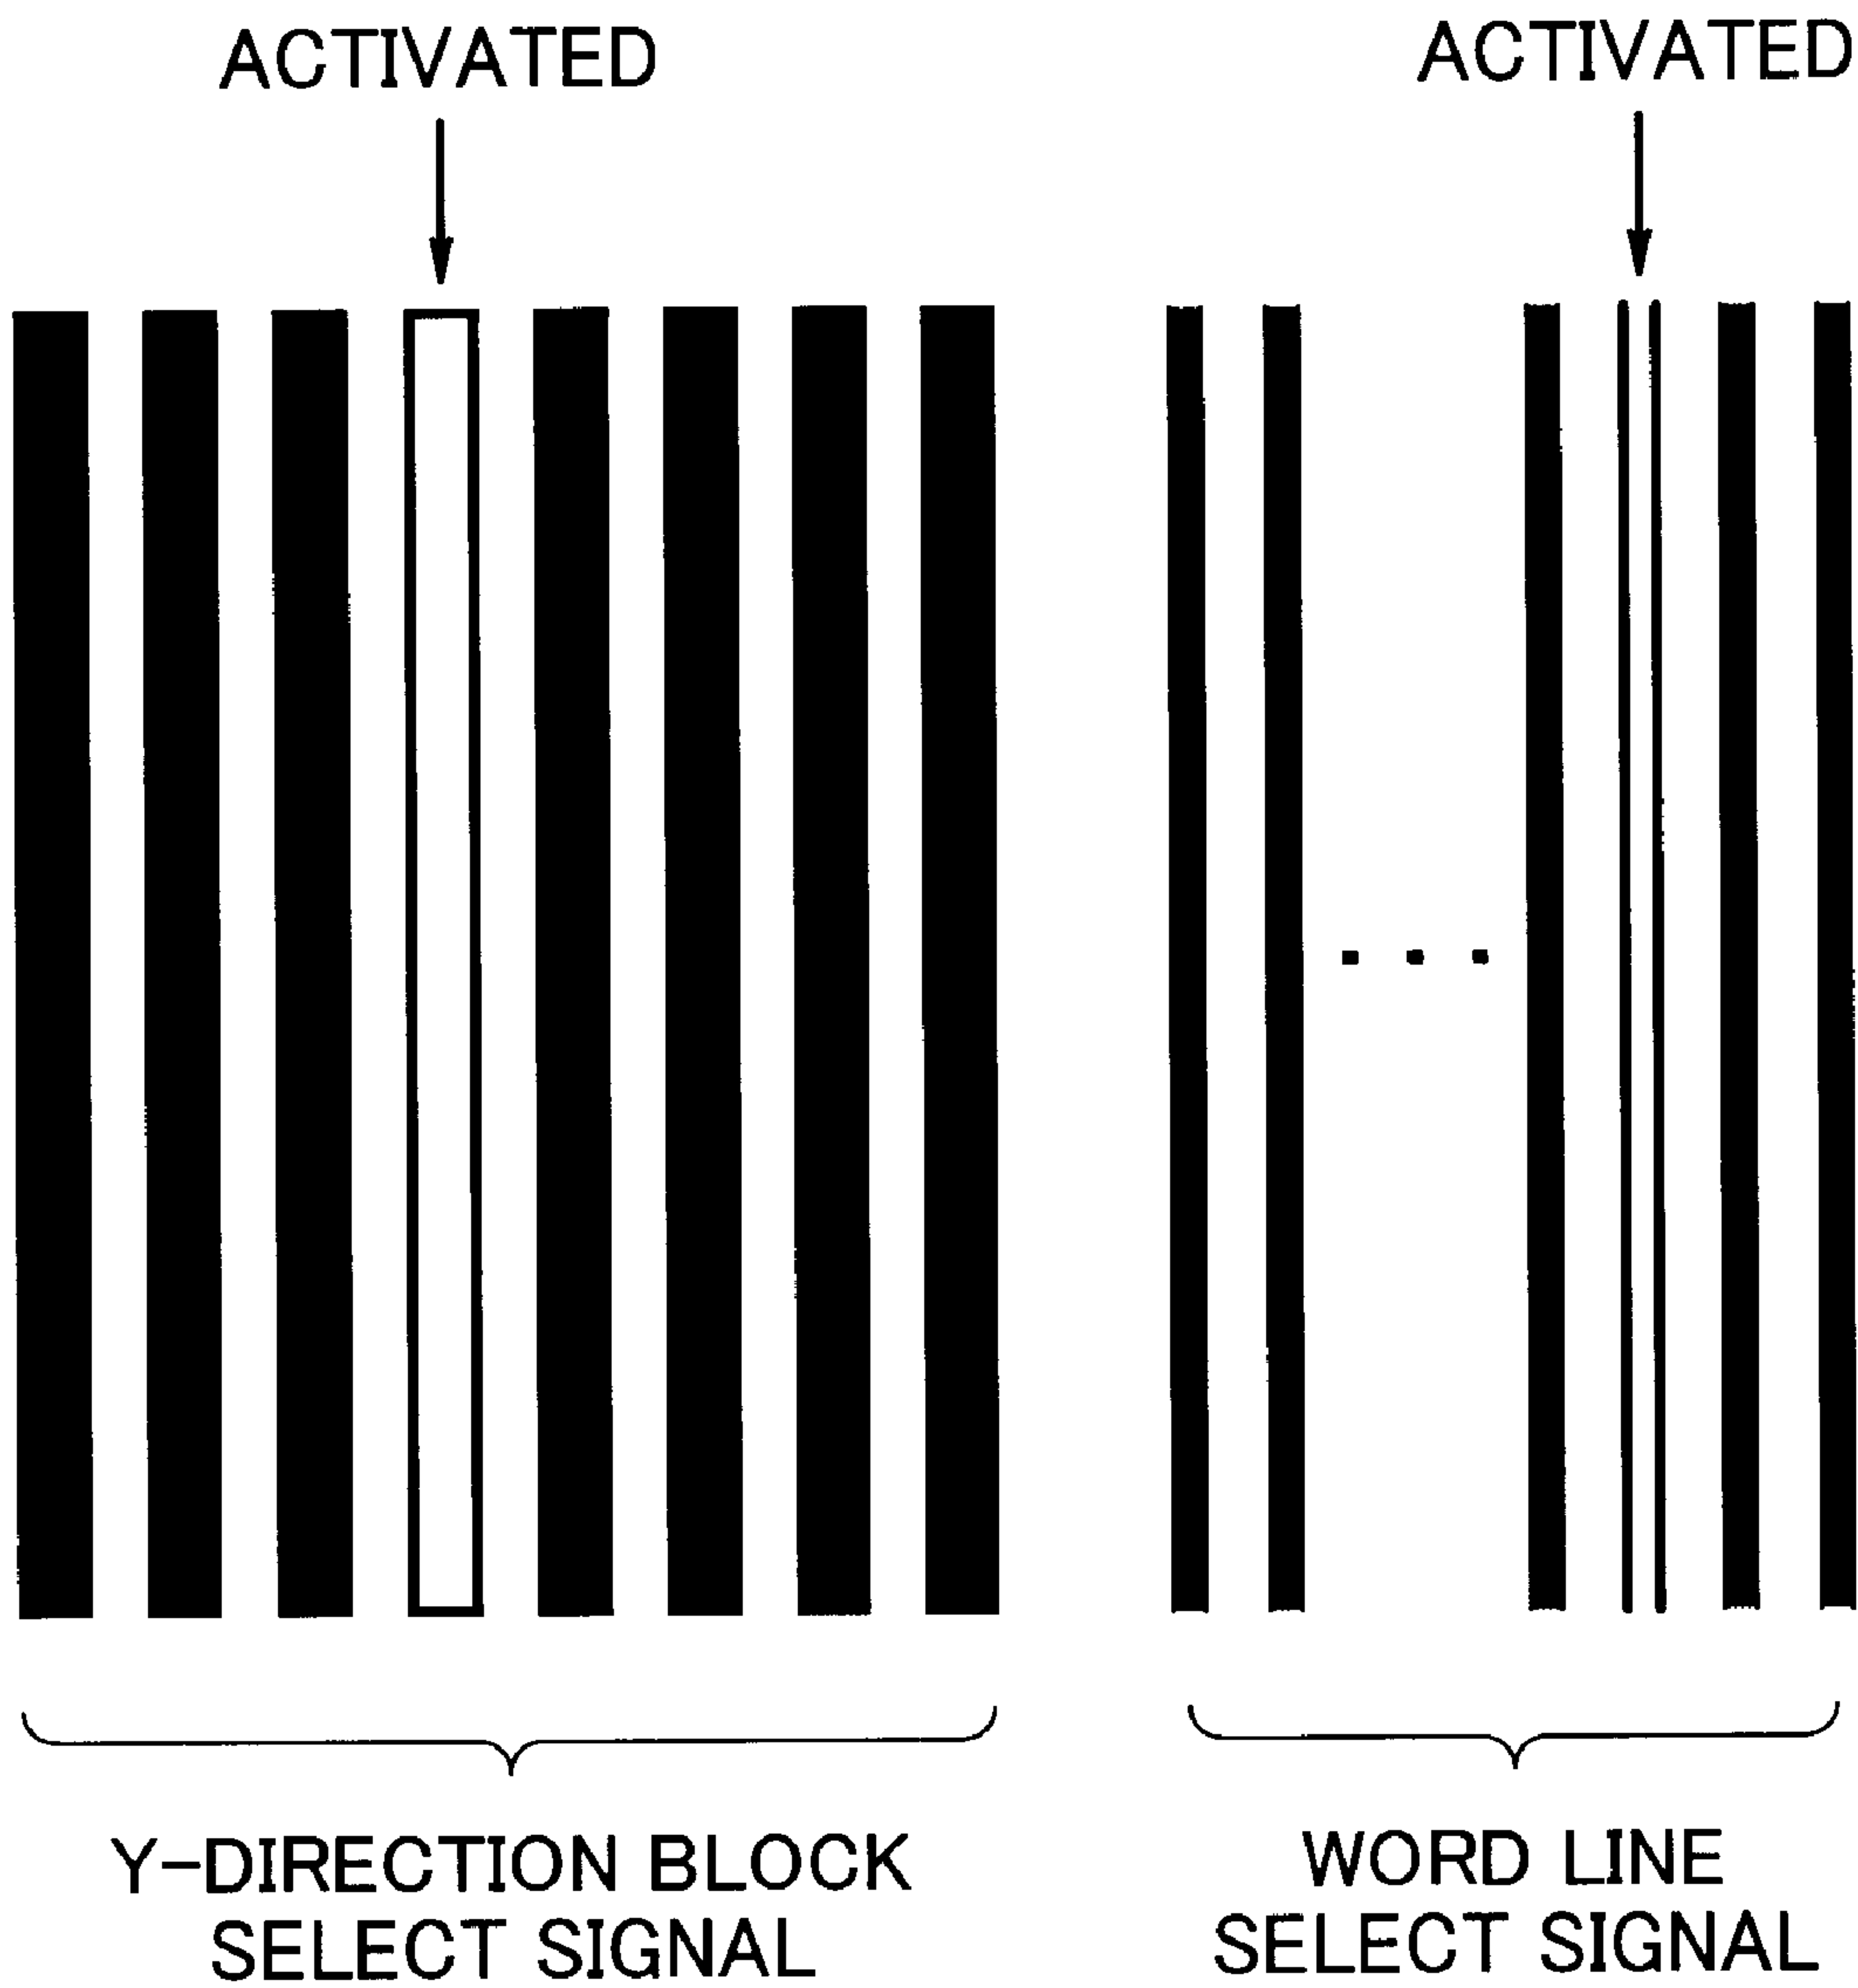 ACTIVATED
ACTIVATED
Y-DIRECTION BLOCK
SELECT SIGNAL
WORD LINE
SELECT SIGNAL